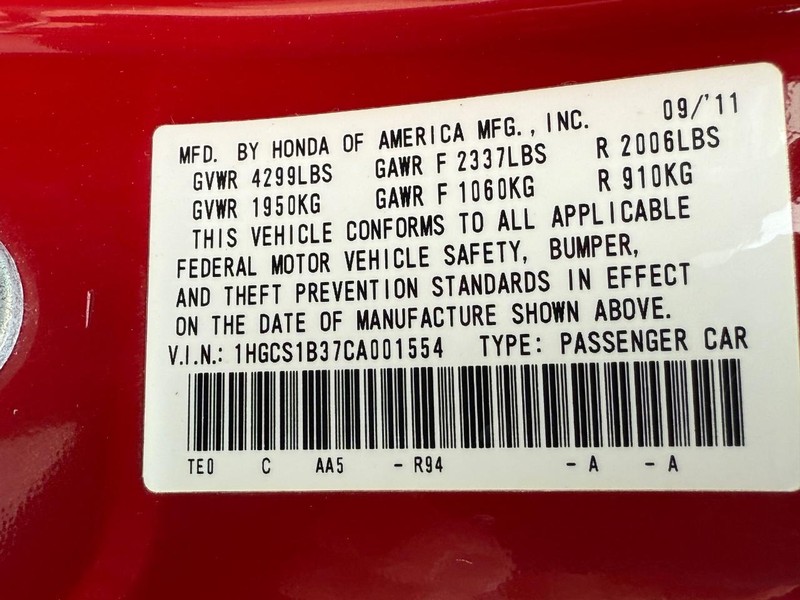 MFD. BY HONDA OF AMERICA MFG., INC. 09/'11
GVWR 4299LBS GAWR F 2337LBS R 2006LBS
GVWR 1950KG GAWR F 1060KG R 910KG
THIS VEHICLE CONFORMS TO ALL APPLICABLE
FEDERAL MOTOR VEHICLE SAFETY, BUMPER,
AND THEFT PREVENTION STANDARDS IN EFFECT
ON THE DATE OF MANUFACTURE SHOWN ABOVE.
V.I.N.: 1HGCS1B37CA001554 TYPE: PASSENGER CAR
TE0 C AA5 - R94 - A - A